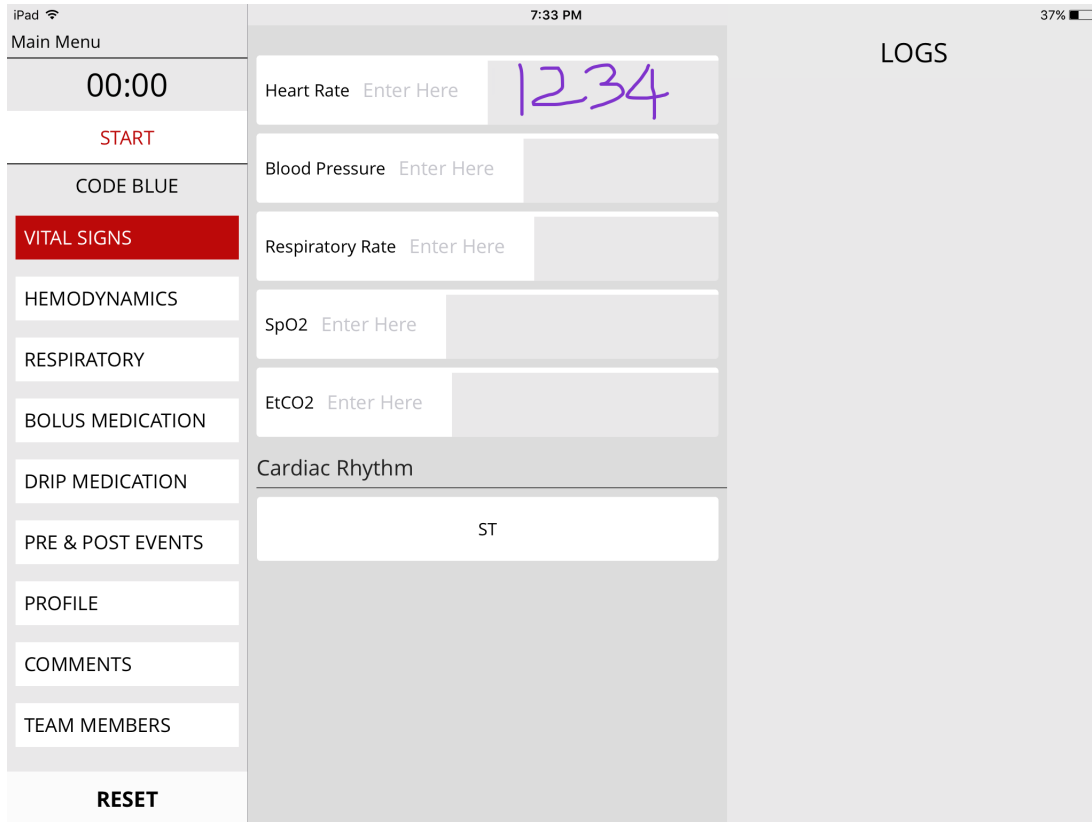 iPad 7:33 PM 37%
Main Menu
LOGS
00:00
START
CODE BLUE
VITAL SIGNS
HEMODYNAMICS
RESPIRATORY
BOLUS MEDICATION
DRIP MEDICATION
PRE & POST EVENTS
PROFILE
COMMENTS
TEAM MEMBERS
RESET
Heart Rate Enter Here 1234
Blood Pressure Enter Here
Respiratory Rate Enter Here
SpO2 Enter Here
EtCO2 Enter Here
Cardiac Rhythm
ST